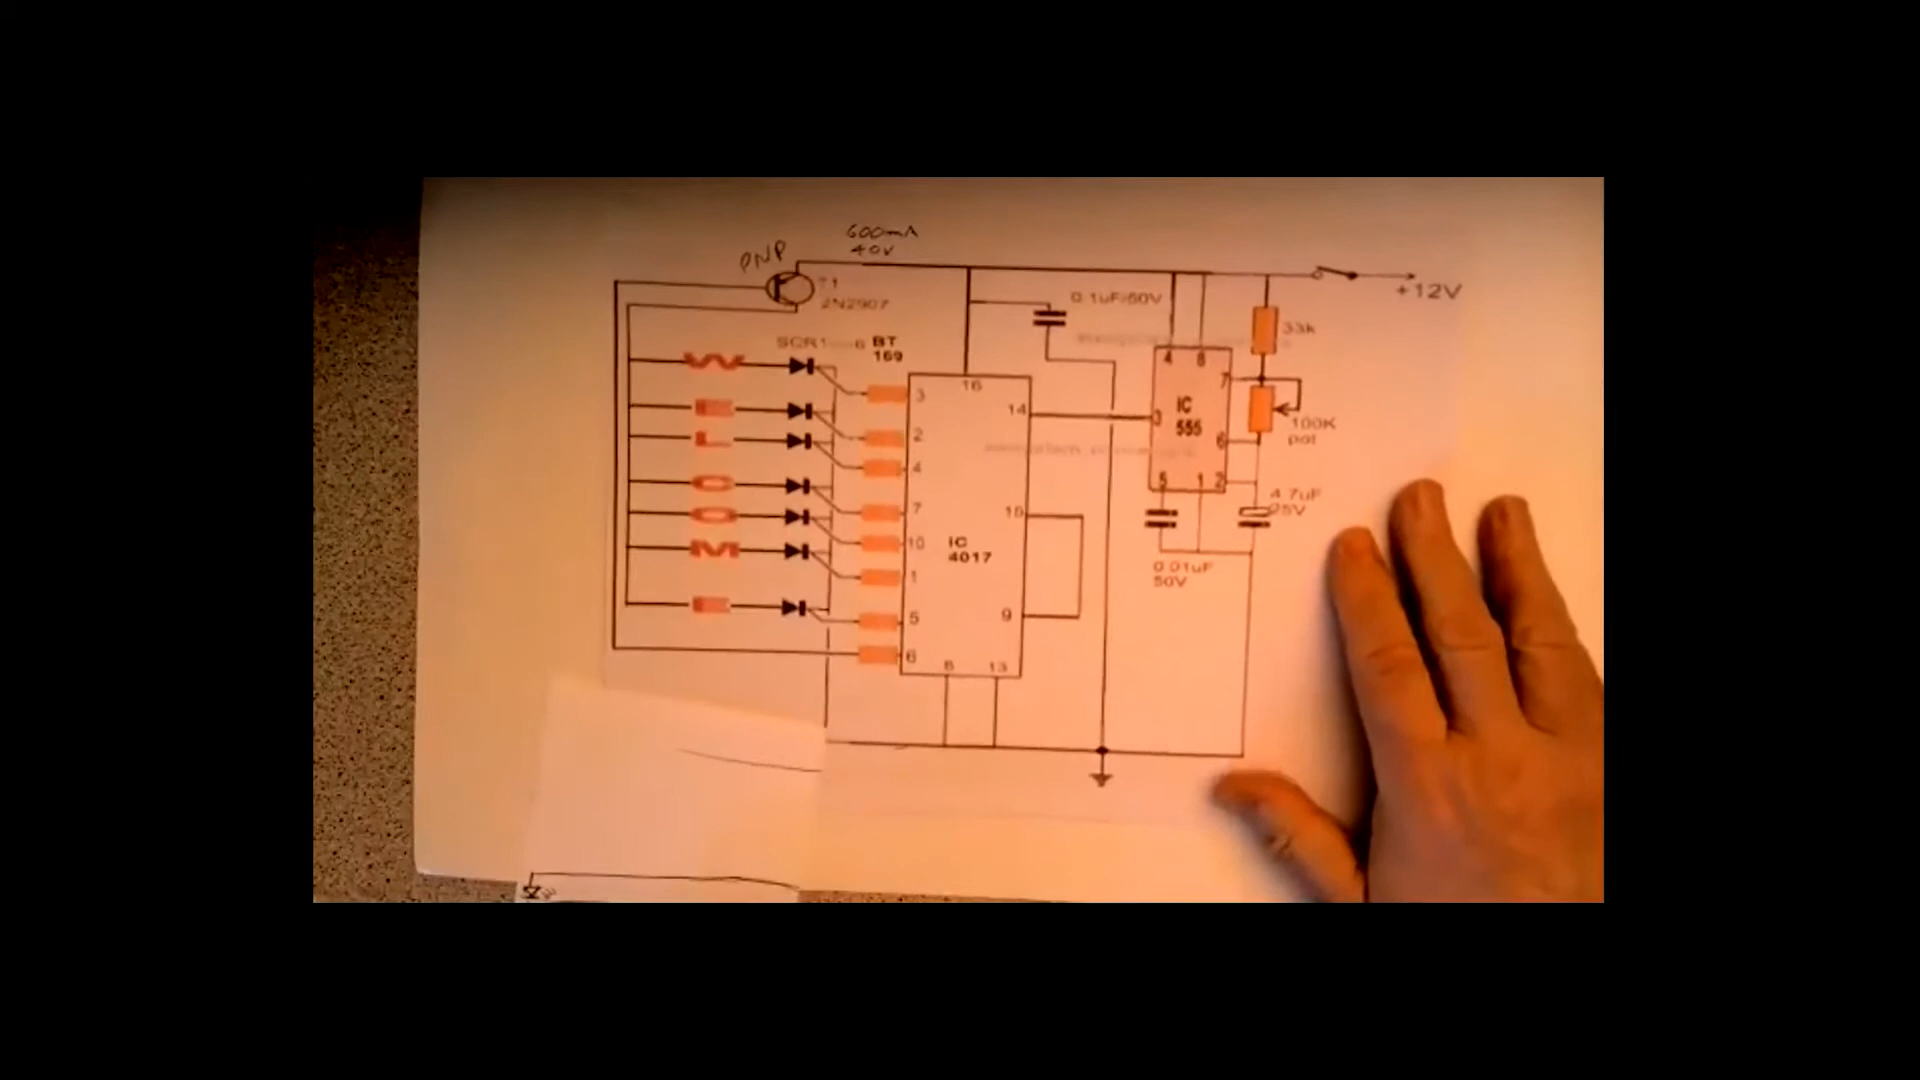 600mA
PNP
40V
+12V
T1
2N2907
0.1uF/50V
33k
SCR1----6 BT
169
4
8
16
7
W
3
14
3
IC
555
100K
pot
E
2
6
L
4
5
1
2
4.7uF
25V
O
7
15
O
10
IC
4017
M
1
0.01uF
50V
E
5
9
6
8
13